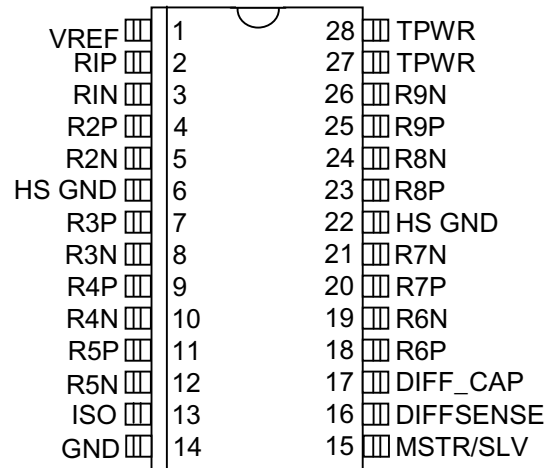 VREF 1 28 TPWR
RIP 2 27 TPWR
RIN 3 26 R9N
R2P 4 25 R9P
R2N 5 24 R8N
HS GND 6 23 R8P
R3P 7 22 HS GND
R3N 8 21 R7N
R4P 9 20 R7P
R4N 10 19 R6N
R5P 11 18 R6P
R5N 12 17 DIFF_CAP
ISO 13 16 DIFFSENSE
GND 14 15 MSTR/SLV